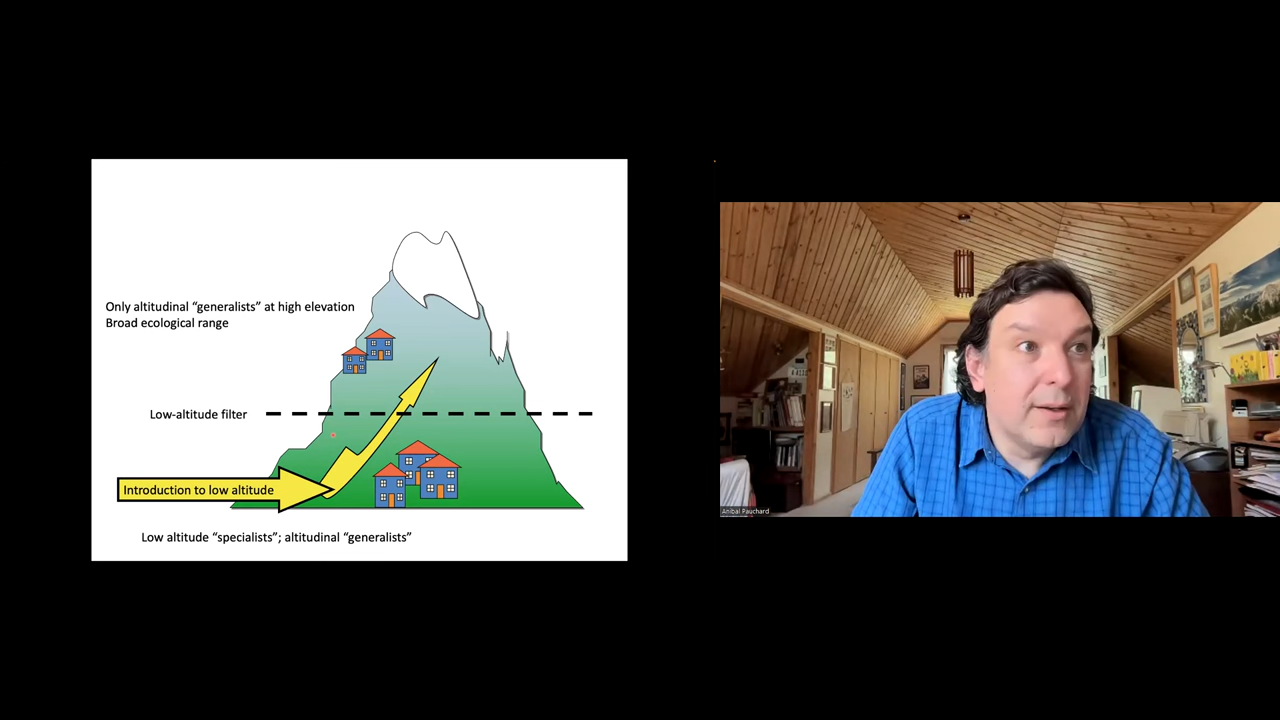 Only altitudinal “generalists” at high elevation
Broad ecological range
Low-altitude filter
Introduction to low altitude
Low altitude “specialists”; altitudinal “generalists”
Anibal Pauchard